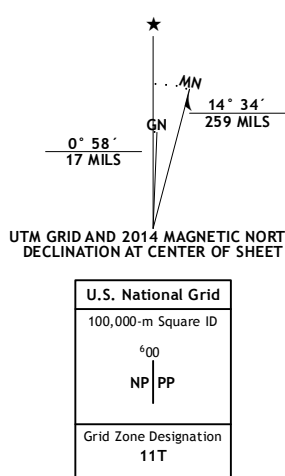 MN
GN
14° 34´
259 MILS
0° 58´
17 MILS
UTM GRID AND 2014 MAGNETIC NORT
DECLINATION AT CENTER OF SHEET
U.S. National Grid
100,000-m Square ID
600
NP PP
Grid Zone Designation
11T